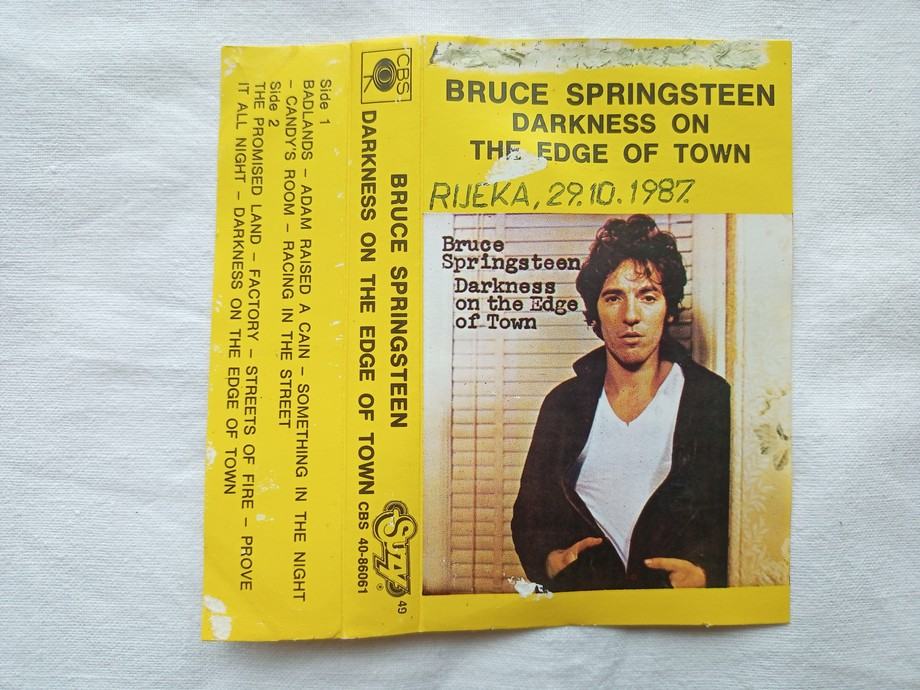 Side 1
BADLANDS – ADAM RAISED A CAIN – SOMETHING IN THE NIGHT
– CANDY'S ROOM – RACING IN THE STREET
Side 2
THE PROMISED LAND – FACTORY – STREETS OF FIRE – PROVE
IT ALL NIGHT – DARKNESS ON THE EDGE OF TOWN
CBS
BRUCE SPRINGSTEEN
DARKNESS ON THE EDGE OF TOWN
Suzy
®
49
CBS 40-86061
BRUCE SPRINGSTEEN
DARKNESS ON
THE EDGE OF TOWN
RIJEKA, 29.10.1987.
Bruce
Springsteen
Darkness
on the Edge
of Town